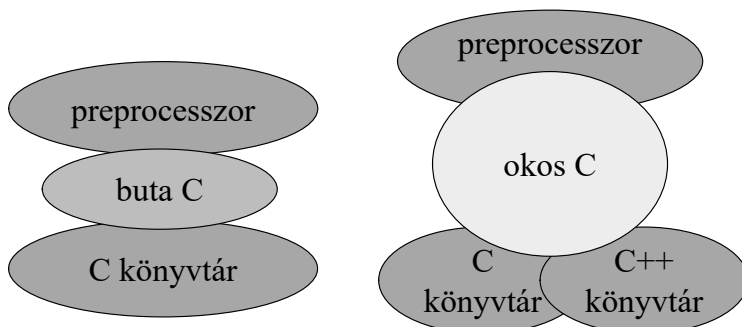 preprocesszor
buta C
C könyvtár
preprocesszor
okos C
C
könyvtár
C++
könyvtár